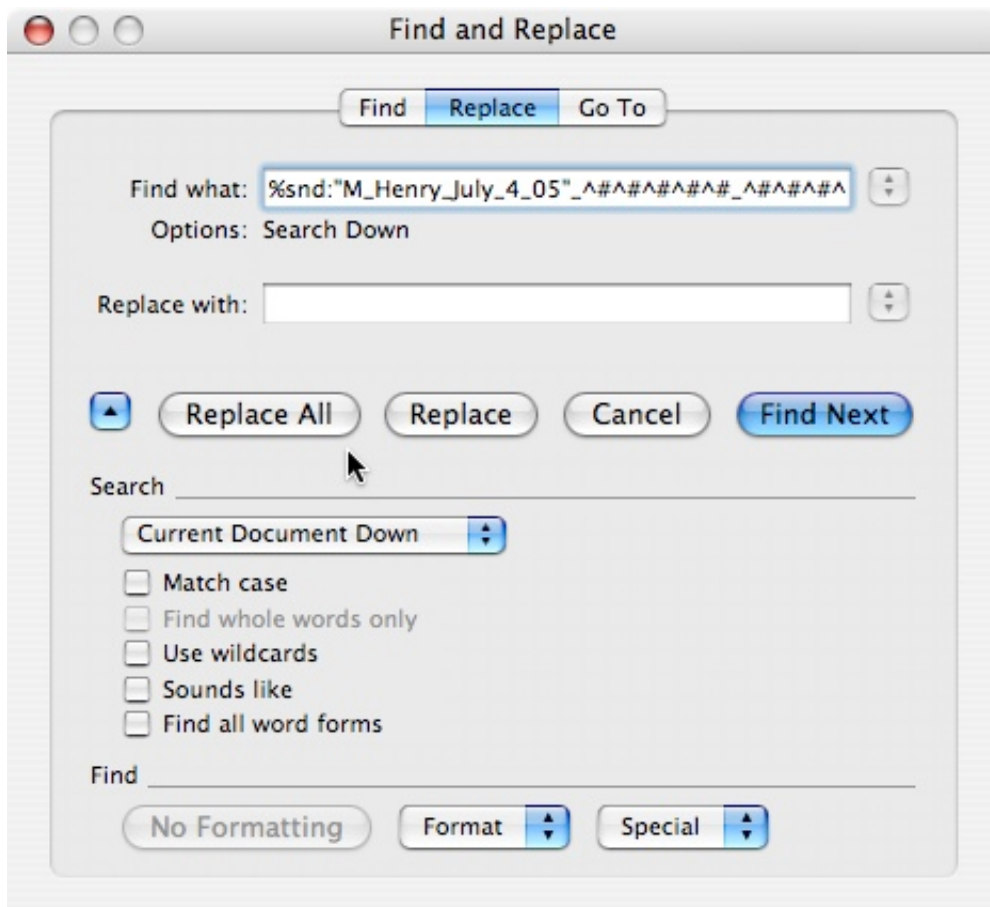 Find and Replace
Find Replace Go To
Find what: %snd:"M_Henry_July_4_05"_^#^#^#^#^#_^#^#^#^
Options: Search Down
Replace with:
Replace All Replace Cancel Find Next
Search
Current Document Down
Match case
Find whole words only
Use wildcards
Sounds like
Find all word forms
Find
No Formatting Format Special